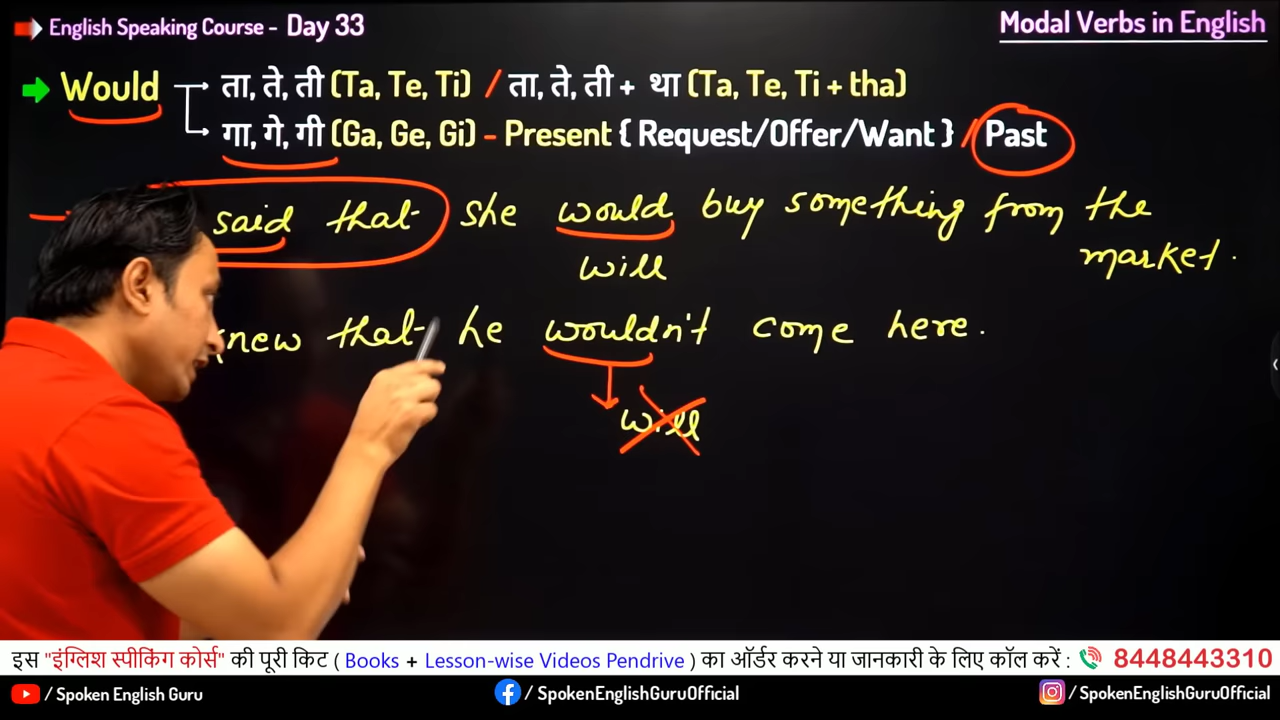 English Speaking Course - Day 33
Modal Verbs in English
Would
ता, ते, ती (Ta, Te, Ti) / ता, ते, ती + था (Ta, Te, Ti + tha)
गा, गे, गी (Ga, Ge, Gi) - Present { Request/Offer/Want } / Past
said that she would buy something from the
market.
will
knew that he wouldn't come here.
will
इस "इंग्लिश स्पीकिंग कोर्स" की पूरी किट ( Books + Lesson-wise Videos Pendrive ) का ऑर्डर करने या जानकारी के लिए कॉल करें : 8448443310
/ Spoken English Guru
/ SpokenEnglishGuruOfficial
/ SpokenEnglishGuruOfficial